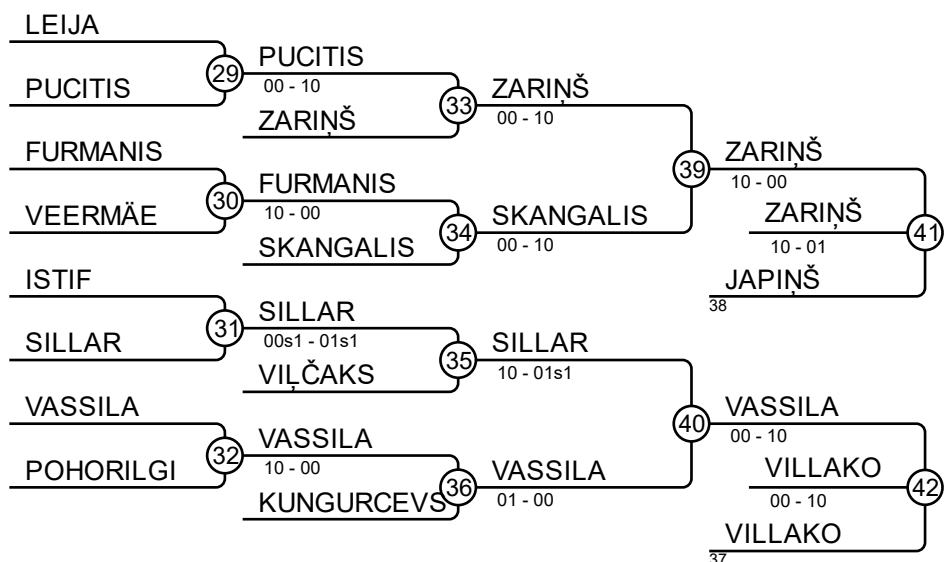 LEIJA
29
PUCITIS
PUCITIS
00 - 10
33
ZARIŅŠ
ZARIŅŠ
00 - 10
FURMANIS
30
VEERMÄE
FURMANIS
10 - 00
34
SKANGALIS
SKANGALIS
00 - 10
39
ZARIŅŠ
10 - 00
ZARIŅŠ
10 - 01
41
JAPIŅŠ
38
ISTIF
31
SILLAR
SILLAR
00s1 - 01s1
35
VIĻČAKS
SILLAR
10 - 01s1
VASSILA
32
POHORILGI
VASSILA
10 - 00
36
KUNGURCEVS
VASSILA
01 - 00
40
VASSILA
00 - 10
VILLAKO
00 - 10
42
VILLAKO
37